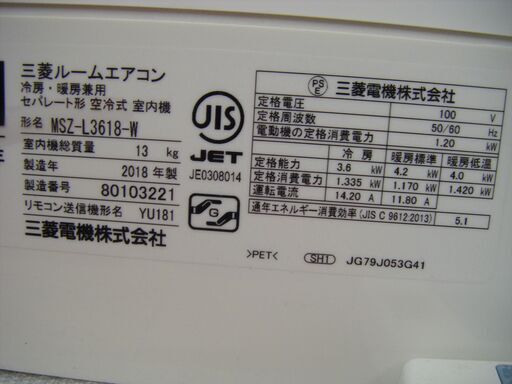 三菱ルームエアコン
冷房・暖房兼用
セパレート形 空冷式 室内機
形名 MSZ-L3618-W
室内機総質量 13 kg
製造年 2018 年製
製造番号 80103221
リモコン送信機形名 YU181
三菱電機株式会社
JIS
JET
JE0308014
G
PS
E
三菱電機株式会社
定格電圧 100 V
定格周波数 50/60 Hz
電動機の定格消費電力 1.20 kW
冷房 暖房標準 暖房低温
定格能力 3.6 kW 4.2 kW 4.0 kW
定格消費電力 1.335 kW 1.170 kW 1.420 kW
運転電流 14.20 A 11.80 A
通年エネルギー消費効率(JIS C 9612:2013) 5.1
>PET< SH1 JG79J053G41